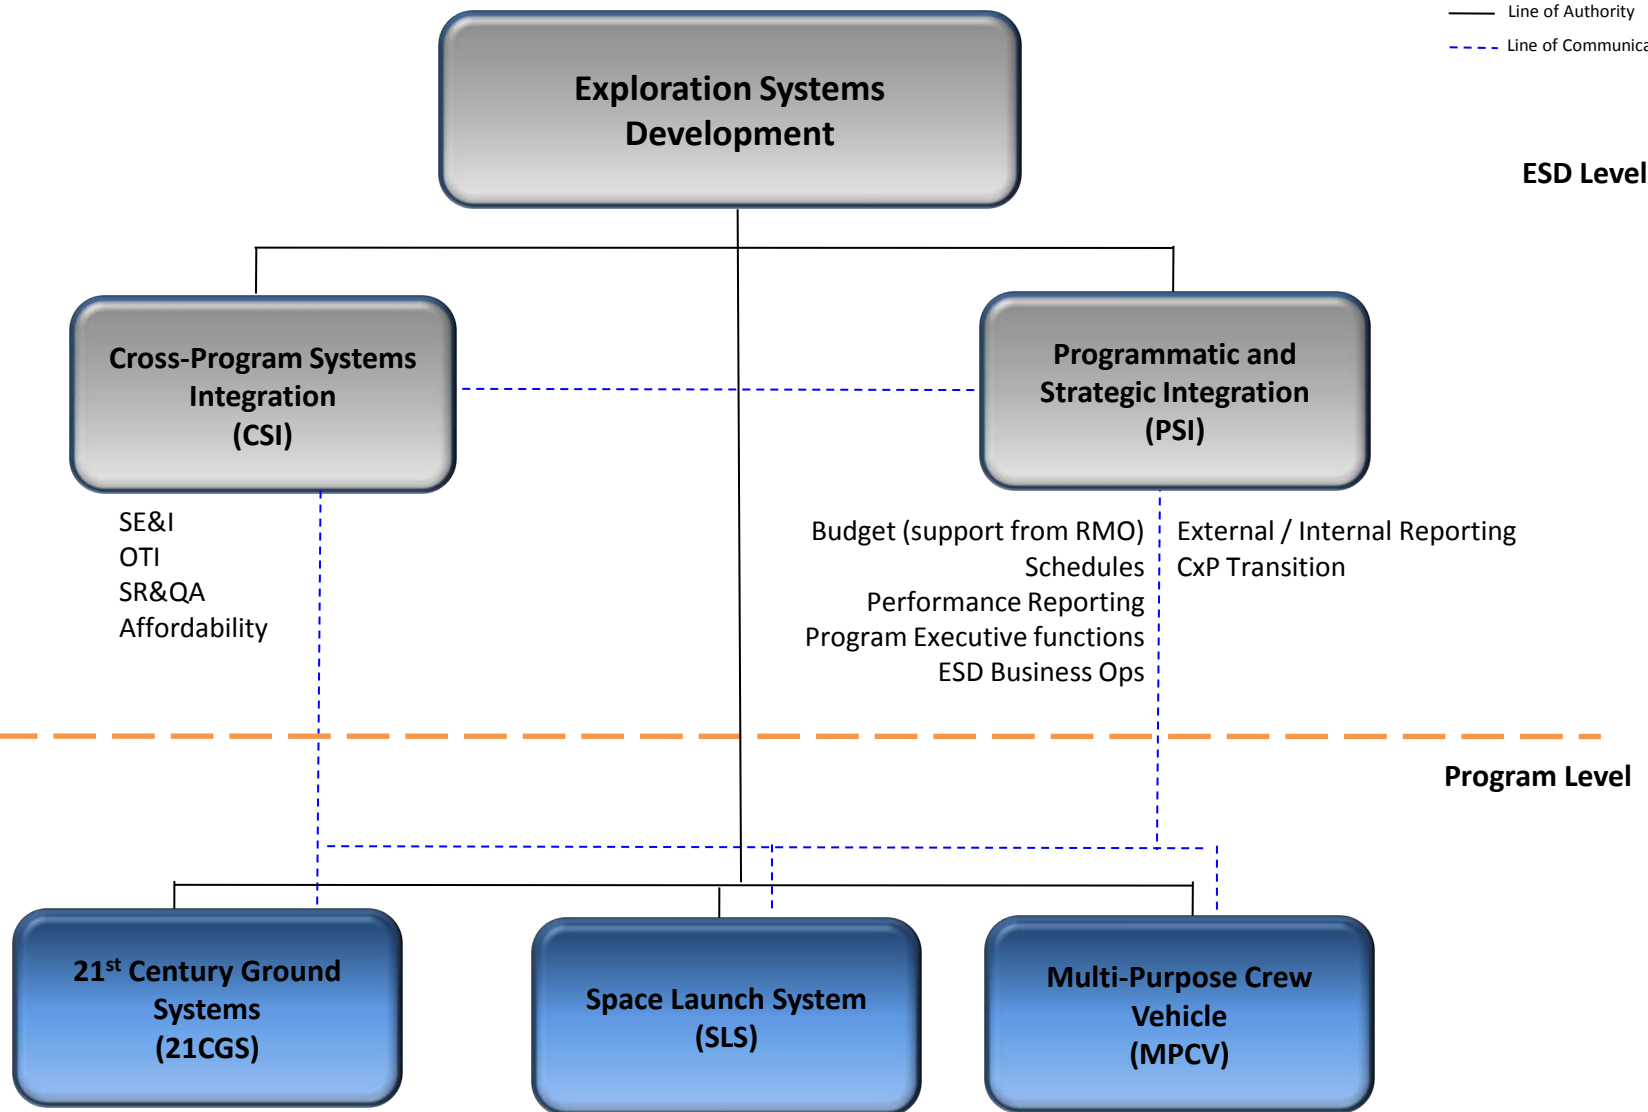 Line of Authority
Line of Communica
Exploration Systems
Development
ESD Level
Cross-Program Systems
Integration
(CSI)
Programmatic and
Strategic Integration
(PSI)
SE&I
OTI
SR&QA
Affordability
Budget (support from RMO)
Schedules
Performance Reporting
Program Executive functions
ESD Business Ops
External / Internal Reporting
CxP Transition
Program Level
21st Century Ground
Systems
(21CGS)
Space Launch System
(SLS)
Multi-Purpose Crew
Vehicle
(MPCV)